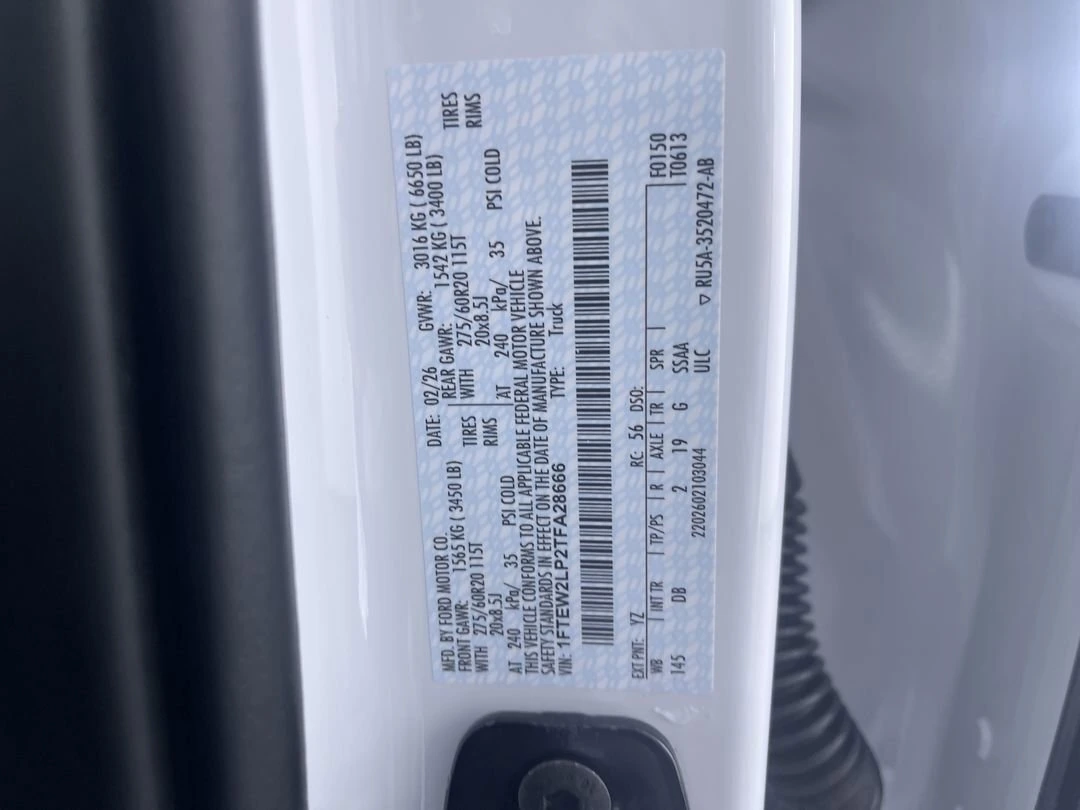 MFD. BY FORD MOTOR CO. DATE: 02/26 GVWR: 3016 KG ( 6650 LB)
FRONT GAWR: 1565 KG ( 3450 LB) REAR GAWR: 1542 KG ( 3400 LB)
WITH 275/60R20 115T TIRES WITH 275/60R20 115T TIRES
20x8.5J RIMS 20x8.5J RIMS
AT 240 kPa/ 35 PSI COLD AT 240 kPa/ 35 PSI COLD
THIS VEHICLE CONFORMS TO ALL APPLICABLE FEDERAL MOTOR VEHICLE
SAFETY STANDARDS IN EFFECT ON THE DATE OF MANUFACTURE SHOWN ABOVE.
VIN: 1FTEW2LP2TFA28666 TYPE: Truck
EXT PNT: YZ RC: 56 DSO: F0150
WB INT TR TP/PS R AXLE TR SPR T0613
145 DB 2 19 G SSAA
2202602103044 ULC ▽ RU5A-3520472-AB